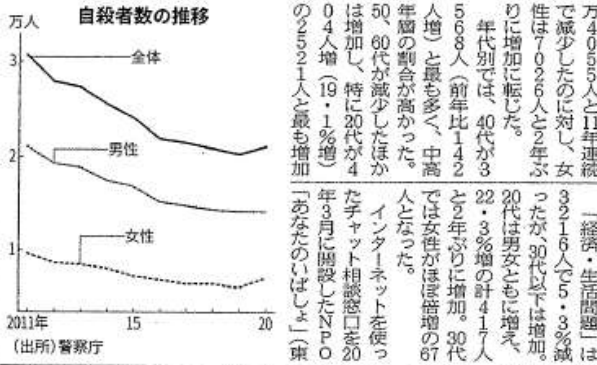 自殺者数の推移
万人
3
全体
2
男性
1
女性
2011年 15 20
(出所)警察庁
万4055人と11年連続
で減少したのに対し、女
性は7026人と2年ぶ
りに増加に転じた。
年代別では、40代が3
568人(前年比142
人増)と最も多く、中高
年層の割合が高かった。
50、60代が減少したほか
は増加し、特に20代が4
04人増(19・1%増)
の2521人と最も増加
「経済・生活問題」は
3216人で5・3%減
ったが、30代以下は増加。
20代は男女ともに増え、
22・3%増の計417人
と2年ぶりに増加。30代
では女性がほぼ倍増の67
人となった。
インターネットを使っ
たチャット相談窓口を20
年3月に開設したNPO
「あなたのいばしょ」(東